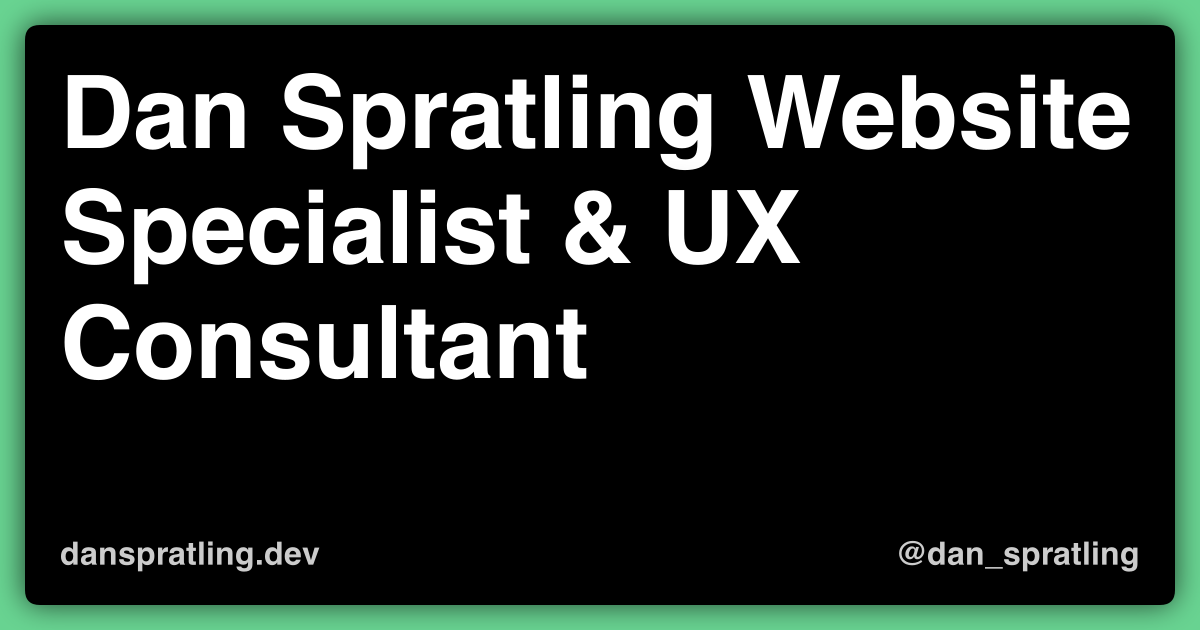 Dan Spratling Website
Specialist & UX
Consultant
danspratling.dev
@dan_spratling